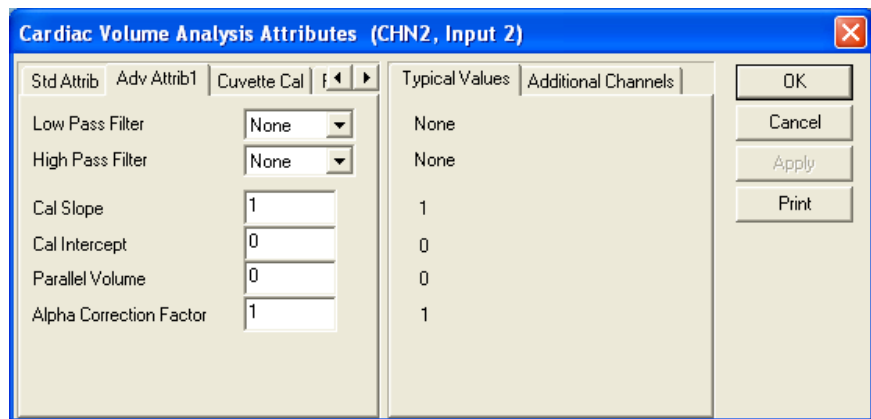 Cardiac Volume Analysis Attributes (CHN2, Input 2)
Std Attrib Adv Attrib1 Cuvette Cal
Low Pass Filter None
High Pass Filter None
Cal Slope 1
Cal Intercept 0
Parallel Volume 0
Alpha Correction Factor 1
Typical Values Additional Channels
None
None
1
0
0
1
OK
Cancel
Apply
Print